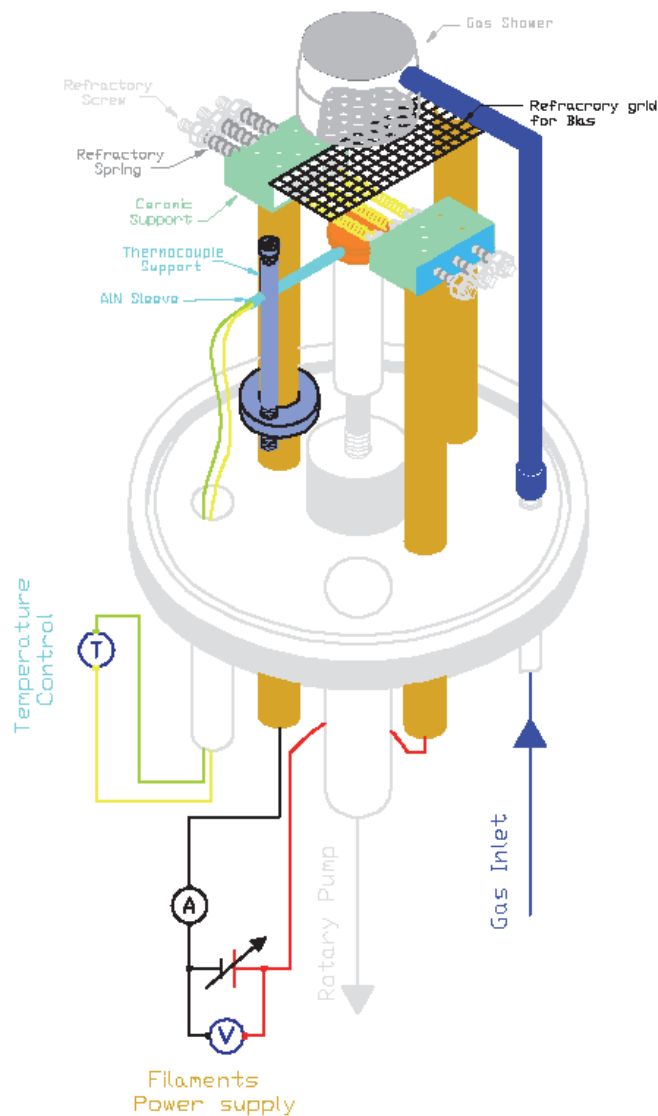 Gas Shower
Refractory
Screw
Refracrory grid
for Bias
Refractory
Spring
Ceramic
Support
Thermocouple
Support
AlN Sleeve
Temperature
Control
T
A
V
Rotary Pump
Gas Inlet
Filaments
Power supply